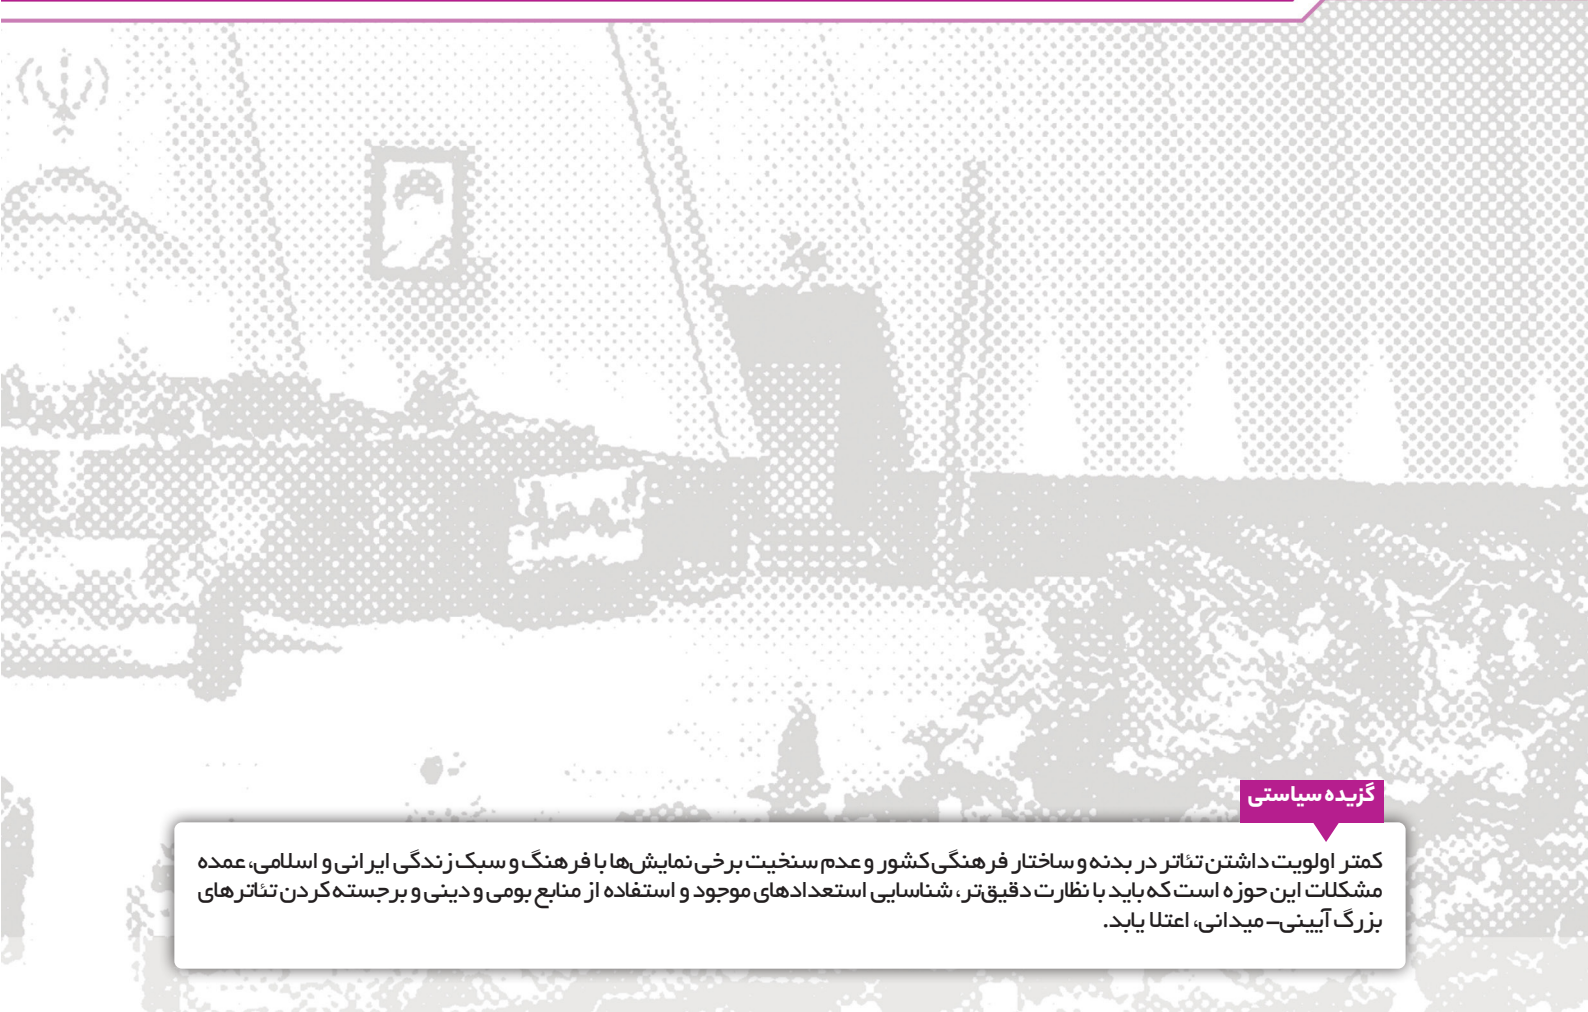 گزیده سیاستی
کمتر اولویت داشتن تئاتر در بدنه و ساختار فرهنگی کشور و عدم سنخیت برخی نمایش‌ها با فرهنگ و سبک زندگی ایرانی و اسلامی، عمده
مشکلات این حوزه است که باید با نظارت دقیق‌تر، شناسایی استعدادهای موجود و استفاده از منابع بومی و دینی و برجسته کردن تئاترهای
بزرگ آیینی– میدانی، اعتلا یابد.